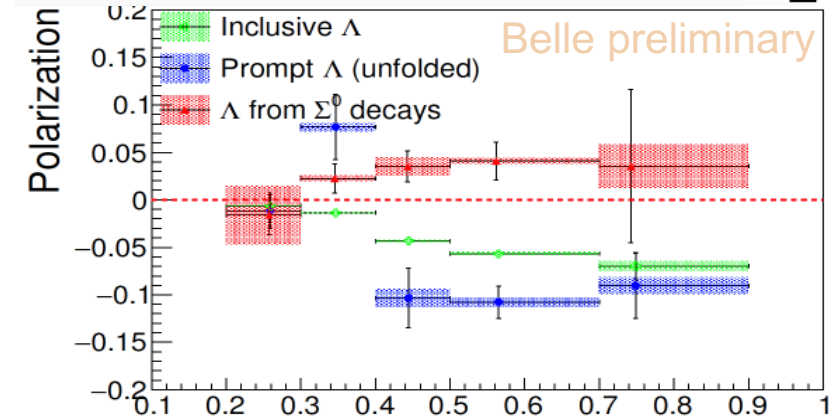 0.2
Inclusive Λ
Belle preliminary
0.15
Prompt Λ (unfolded)
0.1
Λ from Σ⁰ decays
0.05
0
−0.05
−0.1
−0.15
−0.2
Polarization
0.1 0.2 0.3 0.4 0.5 0.6 0.7 0.8 0.9 1